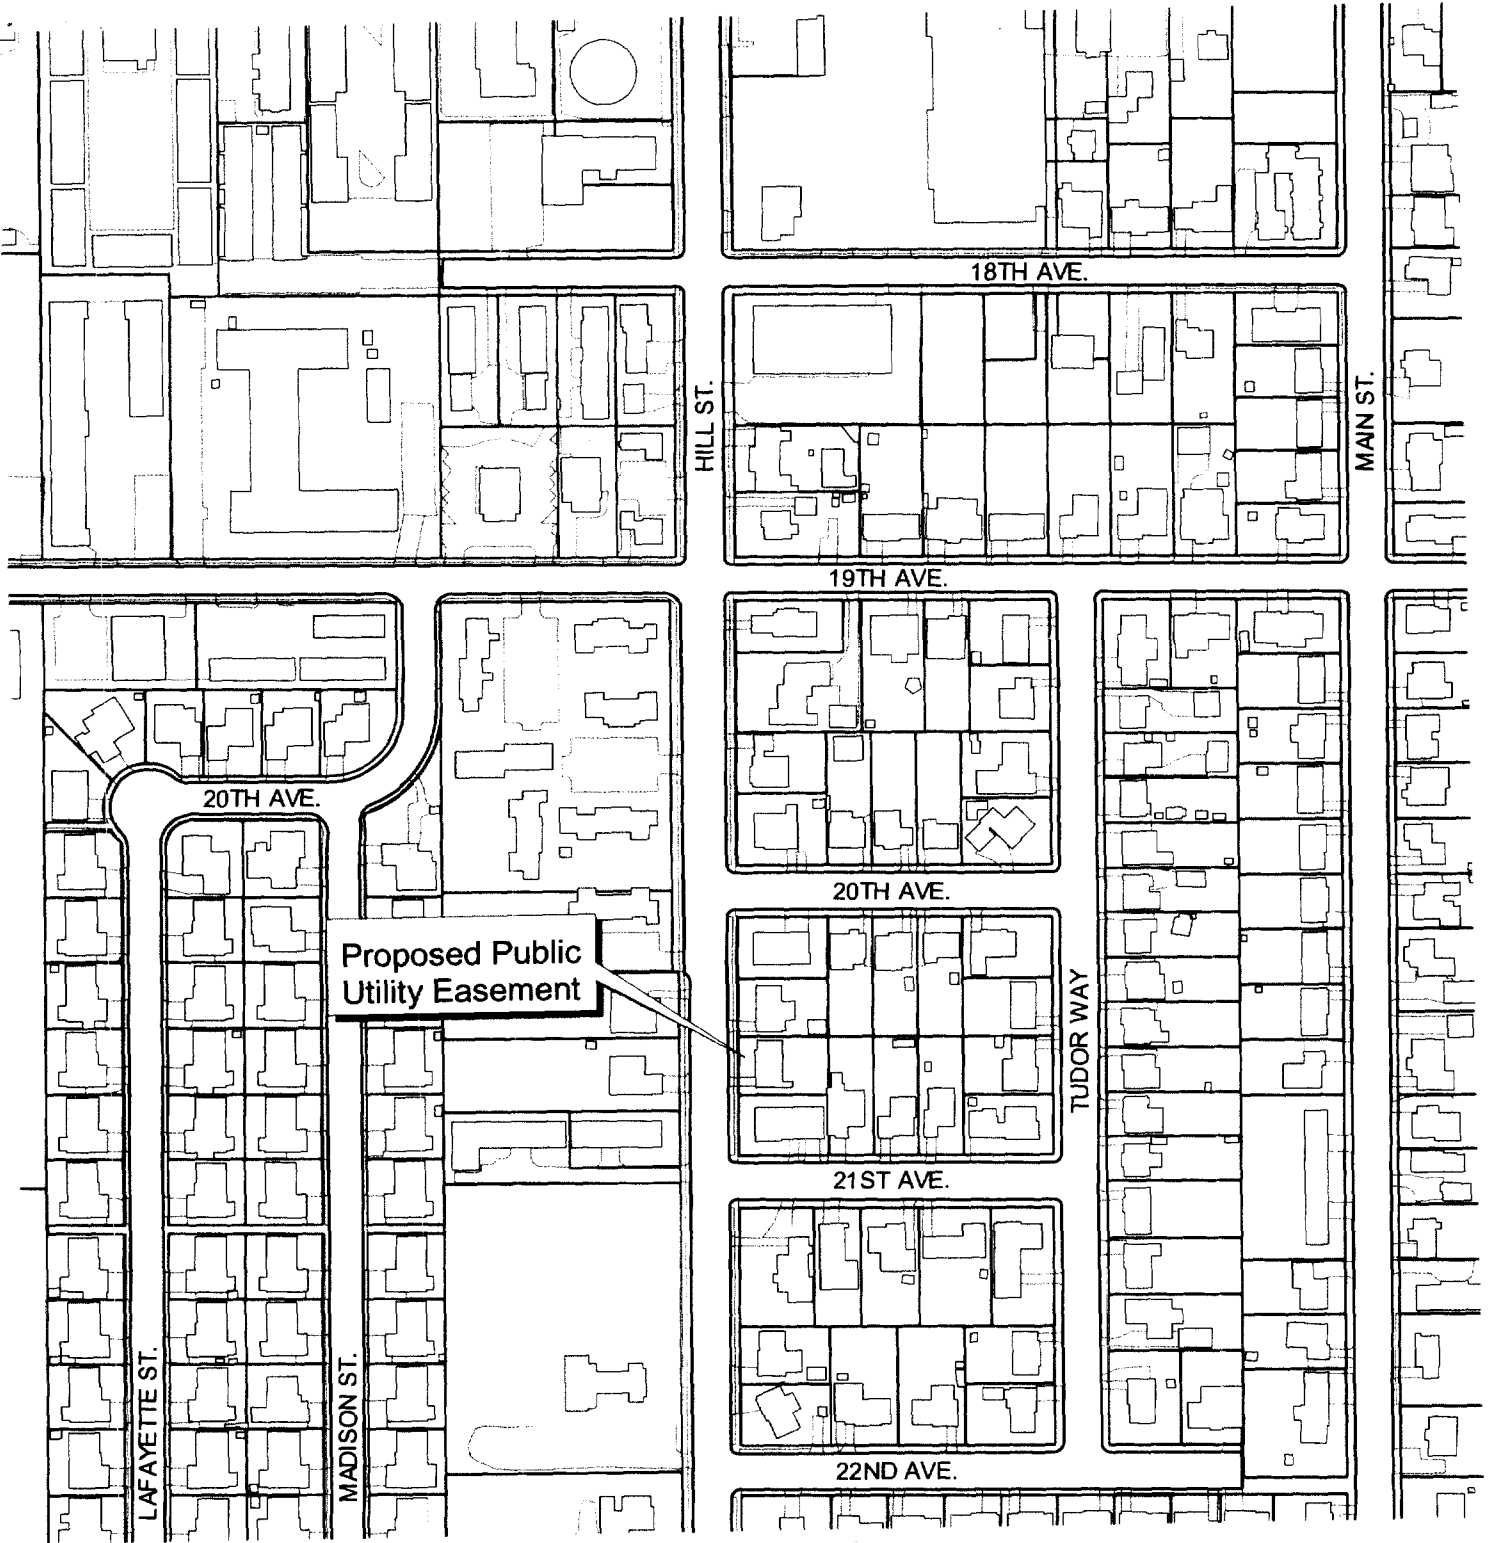 18TH AVE.
HILL ST.
MAIN ST.
19TH AVE.
20TH AVE.
20TH AVE.
Proposed Public
Utility Easement
TUDOR WAY
21ST AVE.
LAFAYETTE ST.
MADISON ST.
22ND AVE.